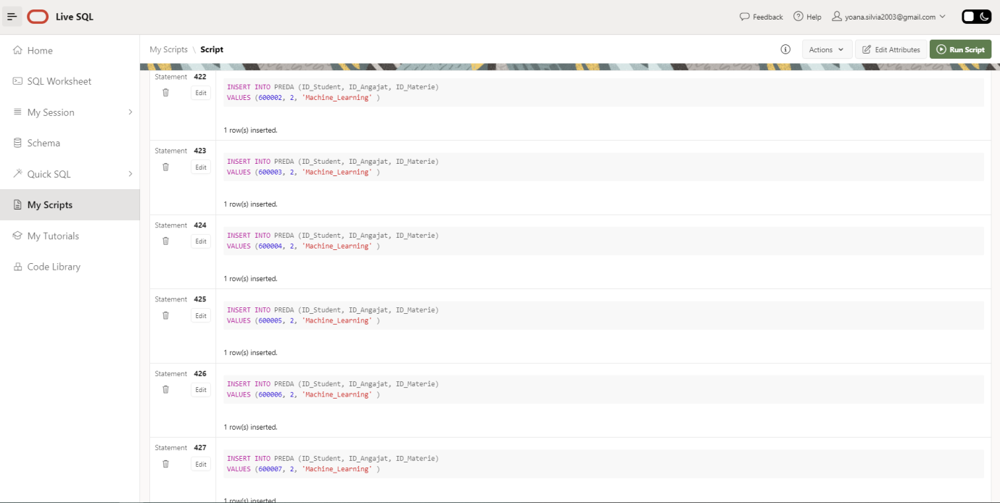 Live SQL
Feedback
Help
yoana.silvia2003@gmail.com
Home
SQL Worksheet
My Session
Schema
Quick SQL
My Scripts
My Tutorials
Code Library
My Scripts \ Script
Actions
Edit Attributes
Run Script
Statement 422
Edit
INSERT INTO PREDA (ID_Student, ID_Angajat, ID_Materie)
VALUES (600002, 2, 'Machine_Learning' )
1 row(s) inserted.
Statement 423
Edit
INSERT INTO PREDA (ID_Student, ID_Angajat, ID_Materie)
VALUES (600003, 2, 'Machine_Learning' )
1 row(s) inserted.
Statement 424
Edit
INSERT INTO PREDA (ID_Student, ID_Angajat, ID_Materie)
VALUES (600004, 2, 'Machine_Learning' )
1 row(s) inserted.
Statement 425
Edit
INSERT INTO PREDA (ID_Student, ID_Angajat, ID_Materie)
VALUES (600005, 2, 'Machine_Learning' )
1 row(s) inserted.
Statement 426
Edit
INSERT INTO PREDA (ID_Student, ID_Angajat, ID_Materie)
VALUES (600006, 2, 'Machine_Learning' )
1 row(s) inserted.
Statement 427
Edit
INSERT INTO PREDA (ID_Student, ID_Angajat, ID_Materie)
VALUES (600007, 2, 'Machine_Learning' )
1 row(s) inserted.